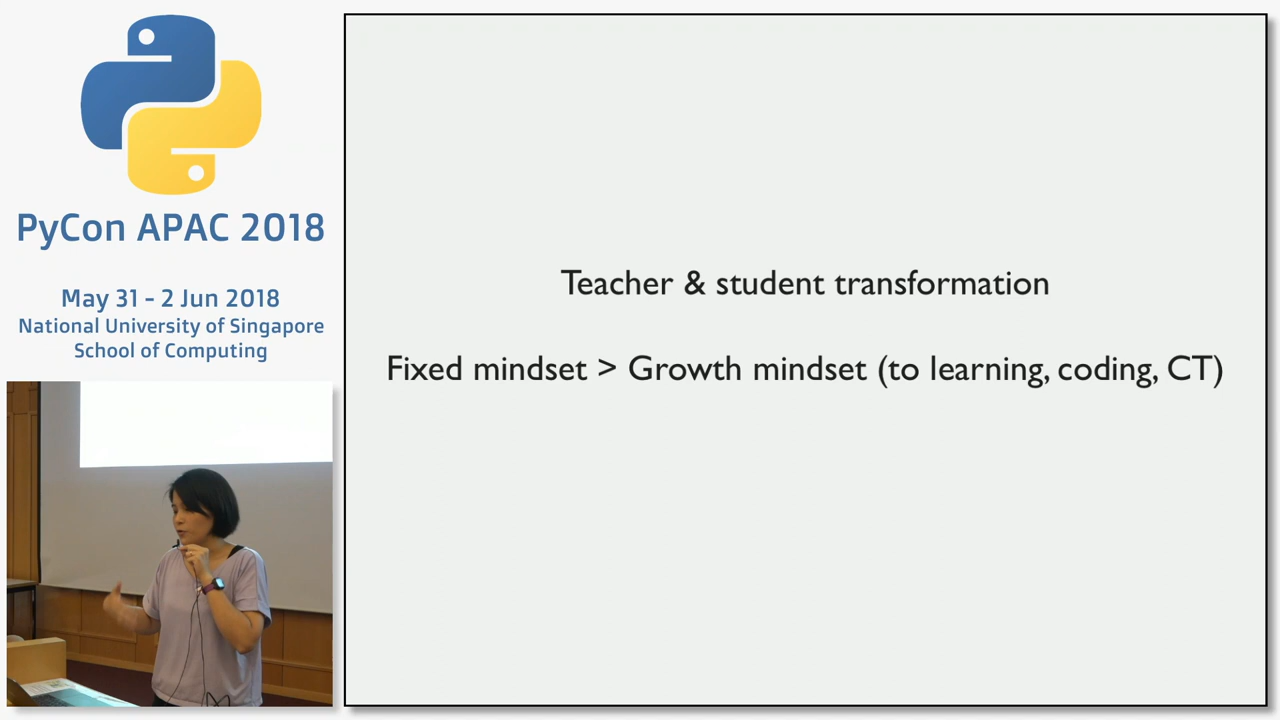 PyCon APAC 2018
May 31 - 2 Jun 2018
National University of Singapore
School of Computing
Teacher & student transformation
Fixed mindset > Growth mindset (to learning, coding, CT)